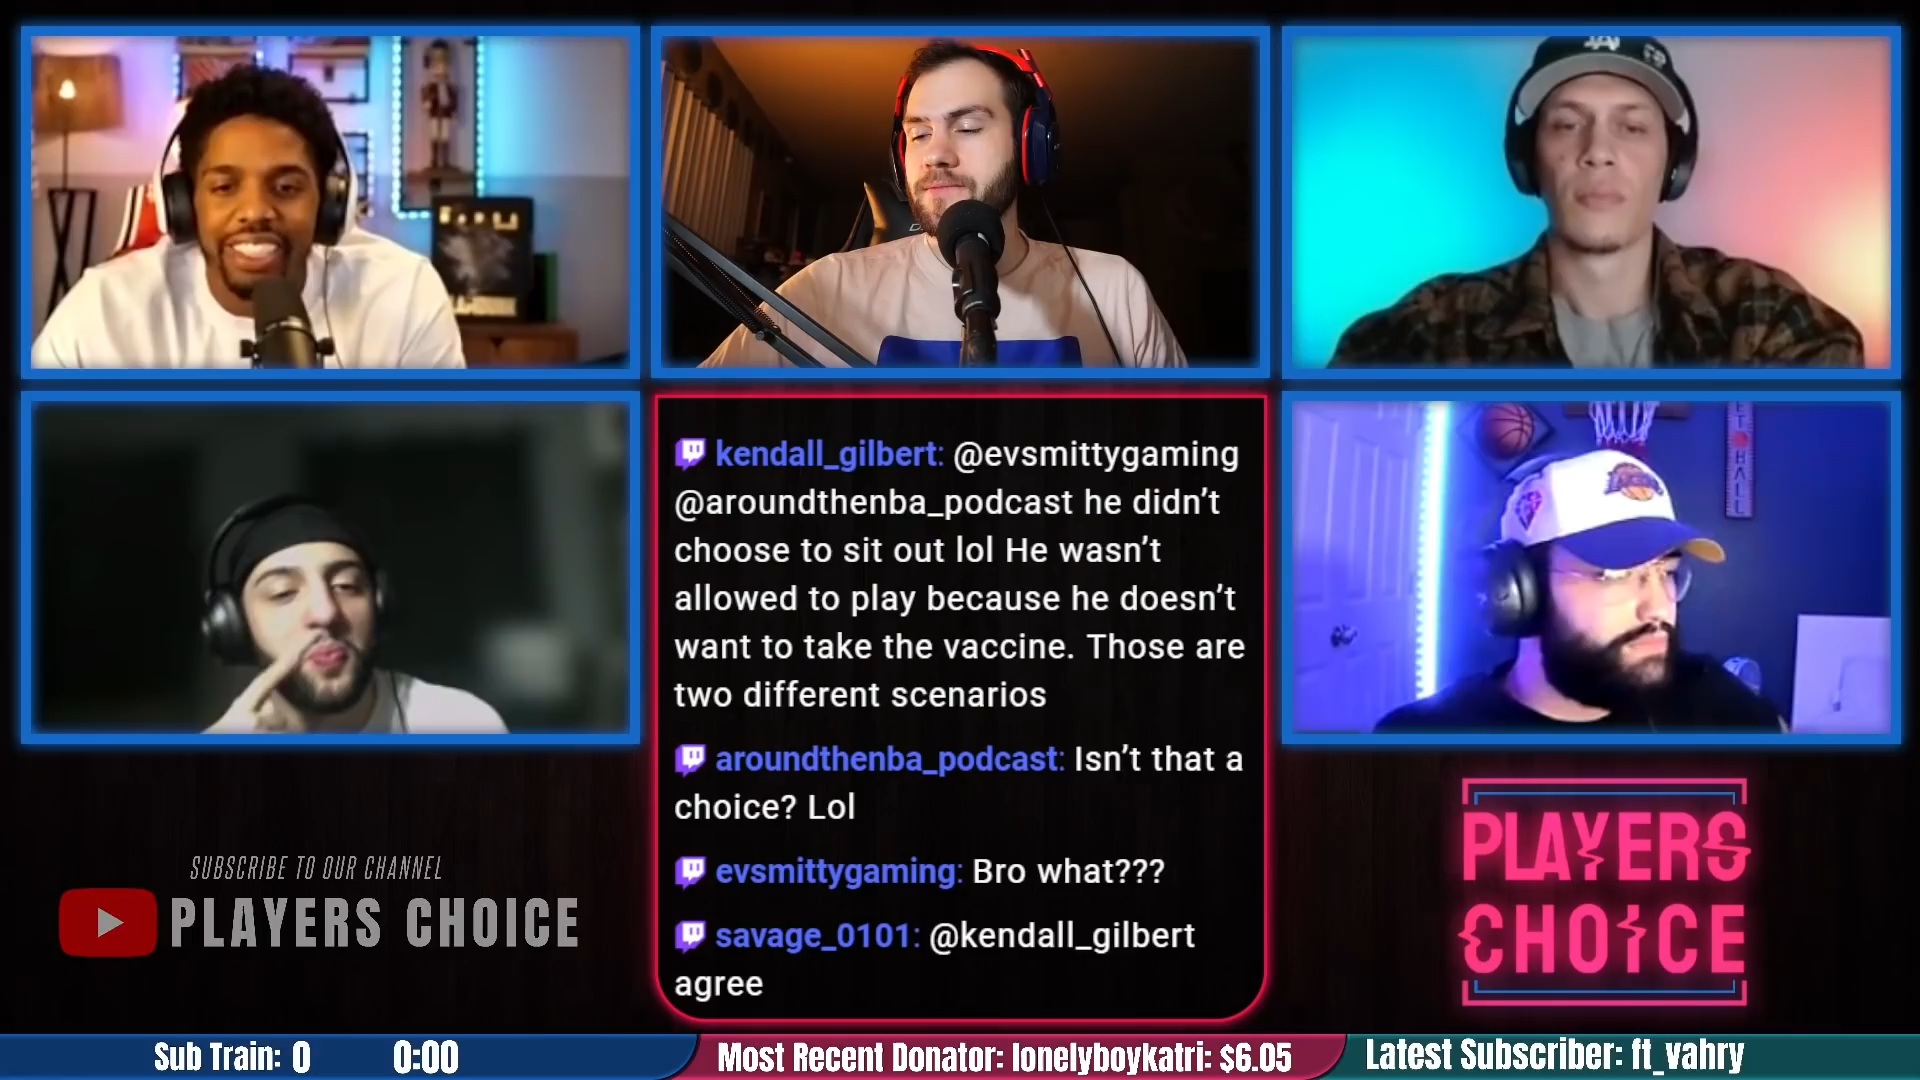 kendall_gilbert: @evsmittygaming
@aroundthenba_podcast he didn’t
choose to sit out lol He wasn’t
allowed to play because he doesn’t
want to take the vaccine. Those are
two different scenarios
aroundthenba_podcast: Isn’t that a
choice? Lol
evsmittygaming: Bro what???
savage_0101: @kendall_gilbert
agree
SUBSCRIBE TO OUR CHANNEL
PLAYERS CHOICE
PLAYERS
CHOICE
Sub Train: 0 0:00
Most Recent Donator: lonelyboykatri: $6.05
Latest Subscriber: ft_vahry